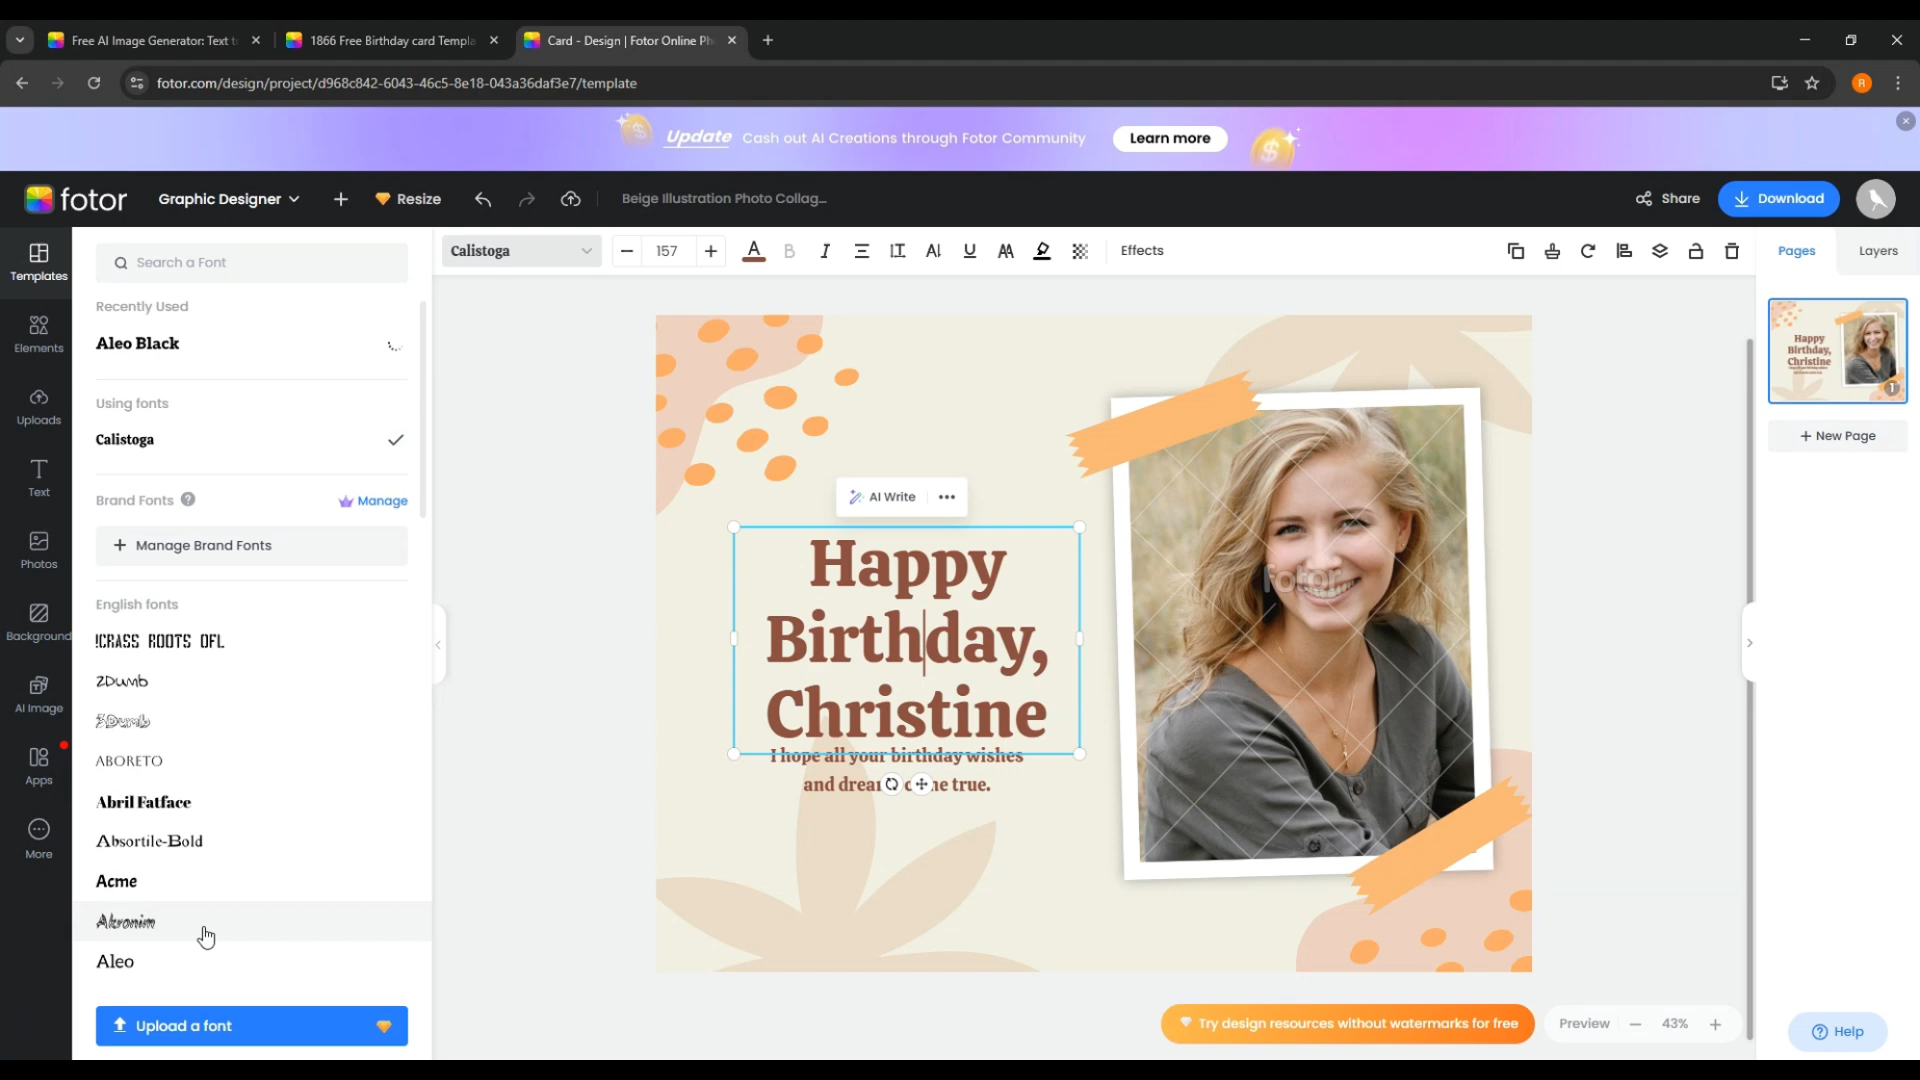 Free AI Image Generator: Text t
1866 Free Birthday card Templa
Card - Design | Fotor Online Ph
fotor.com/design/project/d968c842-6043-46c5-8e18-043a36daf3e7/template
R
Update Cash out AI Creations through Fotor Community Learn more
fotor Graphic Designer Resize Beige Illustration Photo Collag... Share Download
Templates
Elements
Uploads
Text
Photos
Background
AI Image
Apps
More
Search a Font
Recently Used
Aleo Black
Using fonts
Calistoga
Brand Fonts ? Manage
+ Manage Brand Fonts
English fonts
!CRASS ROOTS OFL
2Dumb
3Dumb
ABORETO
Abril Fatface
Absortile-Bold
Acme
Akronim
Aleo
Upload a font
Calistoga 157 A B I U AA Effects
AI Write
Happy
Birthday,
Christine
I hope all your birthday wishes
true.
fotor
Try design resources without watermarks for free
Preview 43%
Pages Layers
Happy
Birthday,
Christine
1
+ New Page
? Help